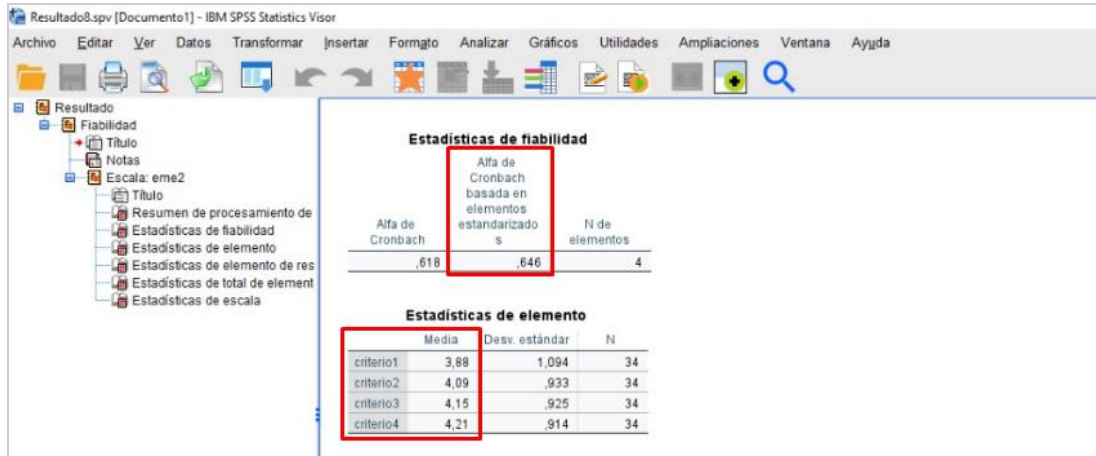 Resultado8.spv [Documento1] - IBM SPSS Statistics Visor
Archivo Editar Ver Datos Transformar Insertar Formato Analizar Gráficos Utilidades Ampliaciones Ventana Ayuda
Resultado
Fiabilidad
Título
Notas
Escala: eme2
Título
Resumen de procesamiento de
Estadísticas de fiabilidad
Estadísticas de elemento
Estadísticas de elemento de res
Estadísticas de total de element
Estadísticas de escala
Estadísticas de fiabilidad
Alfa de
Cronbach
Alfa de
Cronbach
basada en
elementos
estandarizado
s
N de
elementos
,618 ,646 4
Estadísticas de elemento
Media Desv. estándar N
criterio1 3,88 1,094 34
criterio2 4,09 ,933 34
criterio3 4,15 ,925 34
criterio4 4,21 ,914 34